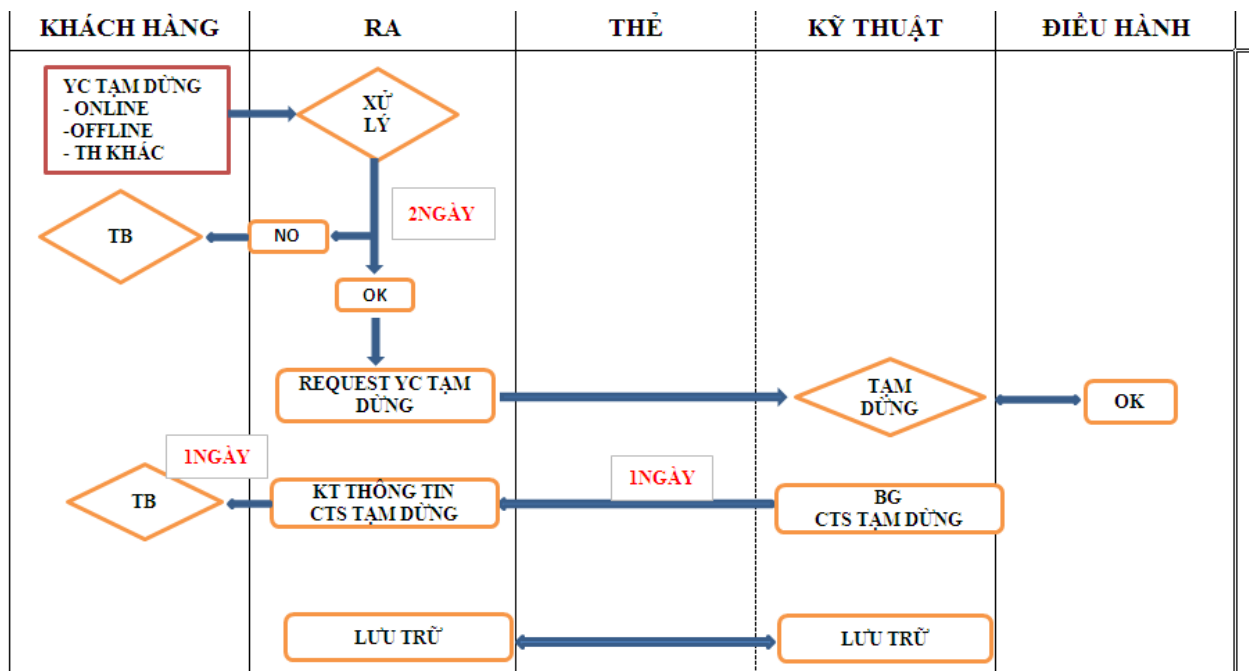 KHÁCH HÀNG
RA
THẺ
KỸ THUẬT
ĐIỀU HÀNH
YC TẠM DỪNG
- ONLINE
-OFFLINE
- TH KHÁC
XỬ
LÝ
2NGÀY
TB
NO
OK
REQUEST YC TẠM
DỪNG
TẠM
DỪNG
OK
1NGÀY
TB
KT THÔNG TIN
CTS TẠM DỪNG
1NGÀY
BG
CTS TẠM DỪNG
LƯU TRỮ
LƯU TRỮ